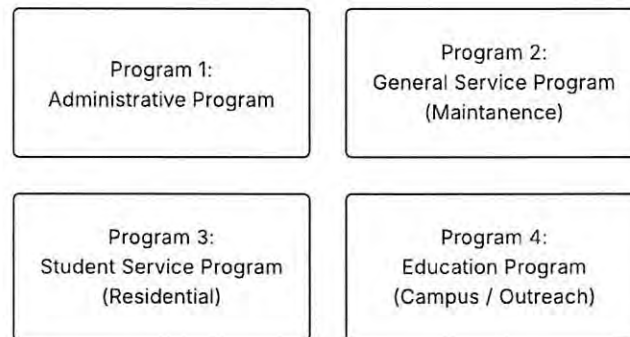 Program 1:
Administrative Program
Program 2:
General Service Program
(Maintanence)
Program 3:
Student Service Program
(Residential)
Program 4:
Education Program
(Campus / Outreach)